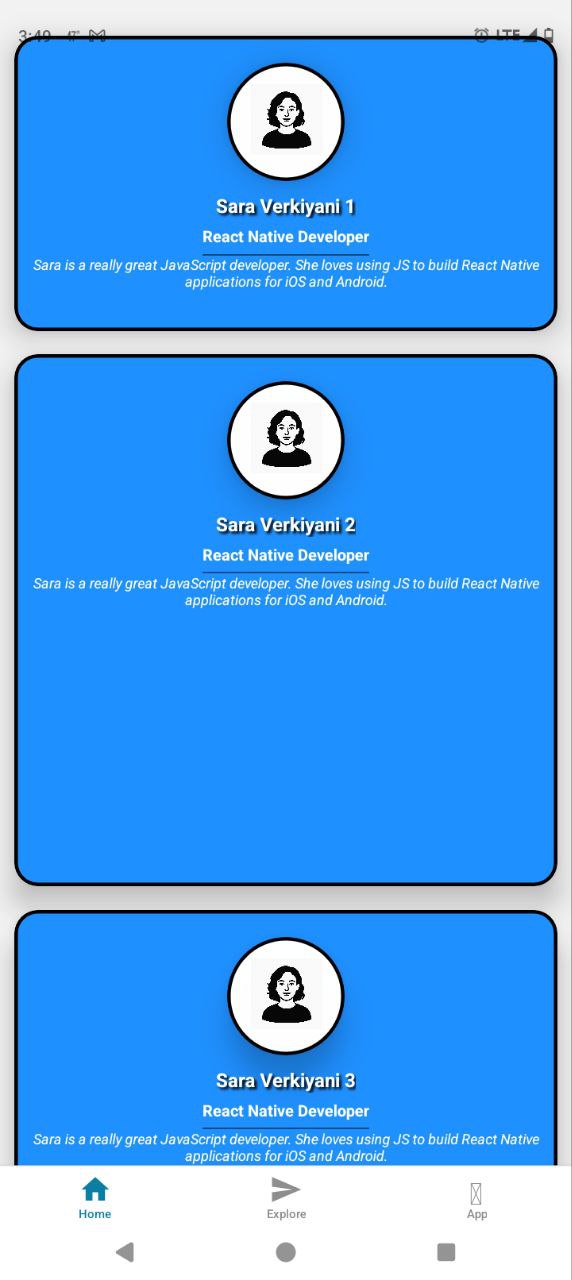 3:49 47° M
LTE
Sara Verkiyani 1
React Native Developer
Sara is a really great JavaScript developer. She loves using JS to build React Native
applications for iOS and Android.
Sara Verkiyani 2
React Native Developer
Sara is a really great JavaScript developer. She loves using JS to build React Native
applications for iOS and Android.
Sara Verkiyani 3
React Native Developer
Sara is a really great JavaScript developer. She loves using JS to build React Native
applications for iOS and Android.
Home
Explore
App